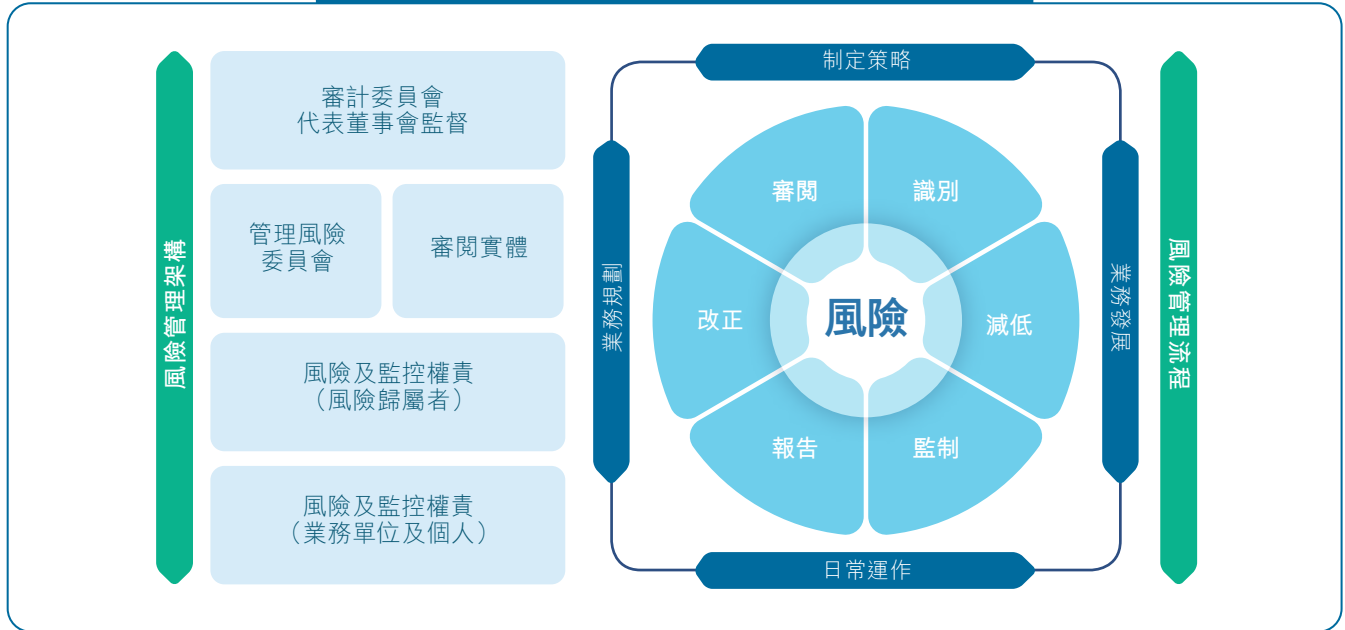 風險管理架構
審計委員會
代表董事會監督
管理風險
委員會
審閱實體
風險及監控權責
（風險歸屬者）
風險及監控權責
（業務單位及個人）
制定策略
業務規劃
審閱
識別
改正
風險
減低
報告
監制
業務發展
日常運作
風險管理流程